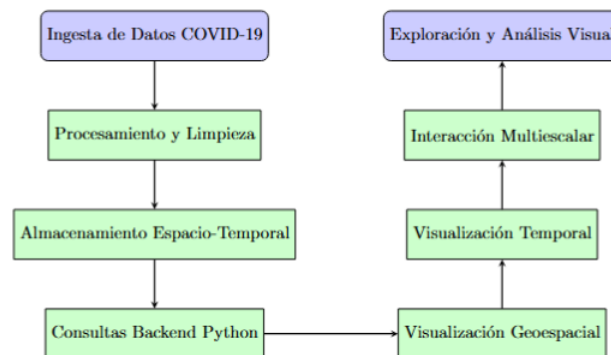 Ingesta de Datos COVID-19
Procesamiento y Limpieza
Almacenamiento Espacio-Temporal
Consultas Backend Python
Visualización Geoespacial
Visualización Temporal
Interacción Multiescalar
Exploración y Análisis Visual